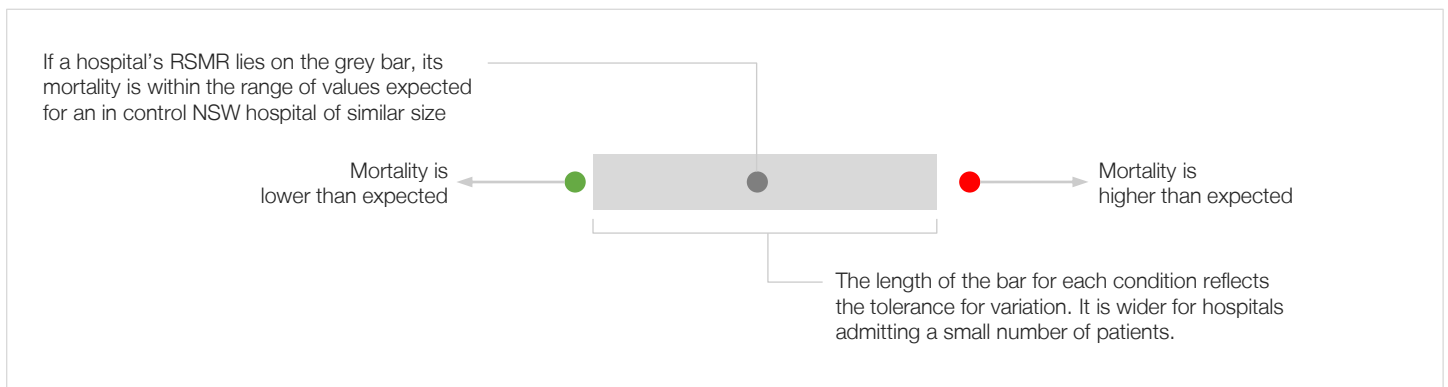 If a hospital’s RSMR lies on the grey bar, its
mortality is within the range of values expected
for an in control NSW hospital of similar size
Mortality is
lower than expected
Mortality is
higher than expected
The length of the bar for each condition reflects
the tolerance for variation. It is wider for hospitals
admitting a small number of patients.